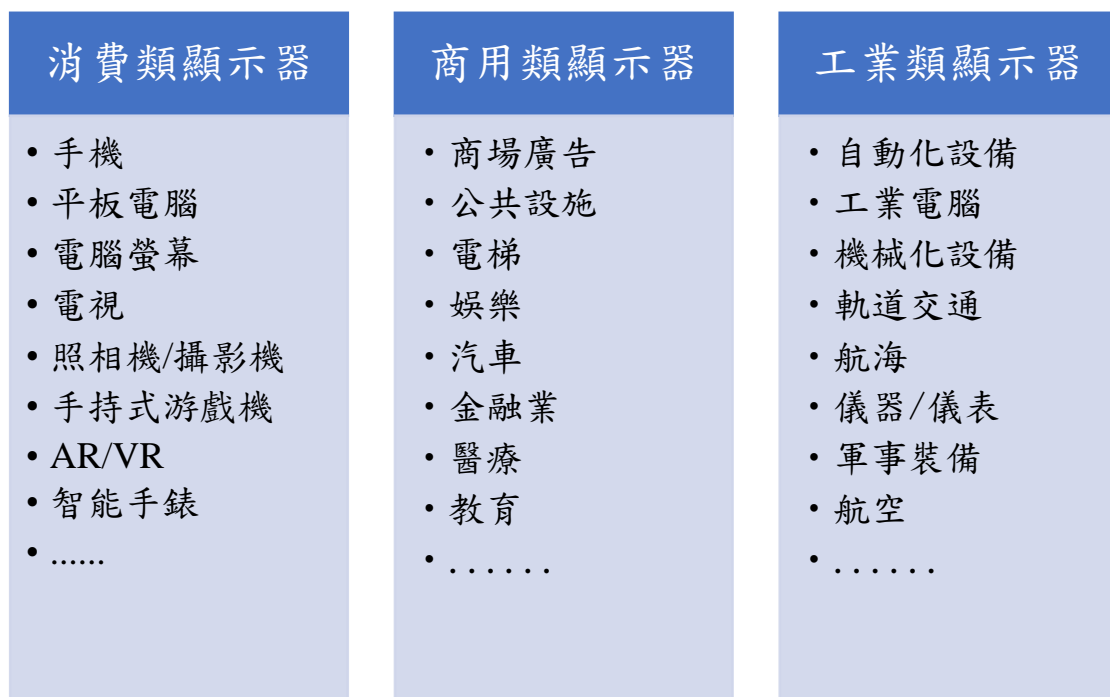 消費類顯示器
• 手機
• 平板電腦
• 電腦螢幕
• 電視
• 照相機/攝影機
• 手持式游戲機
• AR/VR
• 智能手錶
• ......
商用類顯示器
• 商場廣告
• 公共設施
• 電梯
• 娛樂
• 汽車
• 金融業
• 醫療
• 教育
• ......
工業類顯示器
• 自動化設備
• 工業電腦
• 機械化設備
• 軌道交通
• 航海
• 儀器/儀表
• 軍事裝備
• 航空
• ......